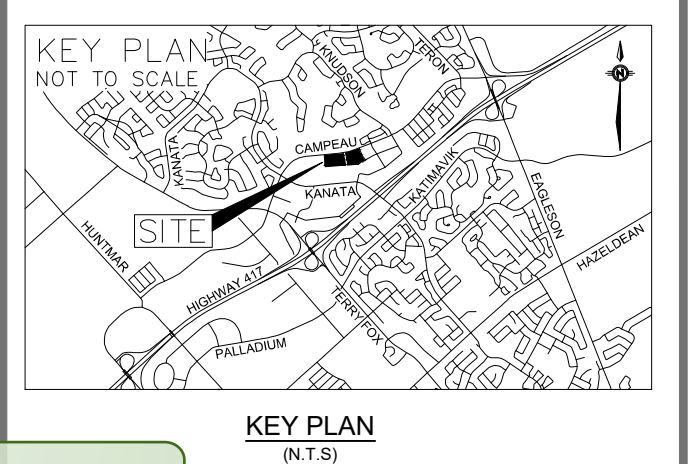 KEY PLAN
NOT TO SCALE
KNUDSON
TERON
N
CAMPEAU
KANATA
KANATA
KATIMAVIK
EAGLESON
SITE
HUNTMAR
HIGHWAY 417
HAZELDEAN
TERRY FOX
PALLADIUM
KEY PLAN
(N.T.S)